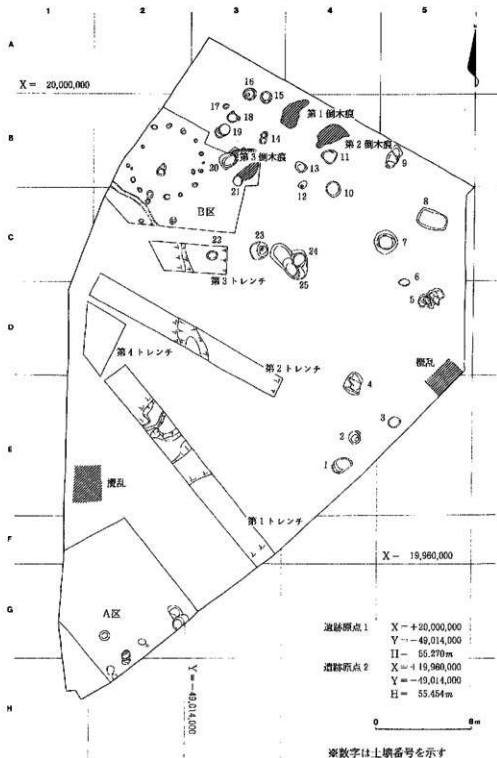 1 2 3 4 5
A
X= 20,000,000
16
15
17
18
第1倒木痕
19
14
B
第2倒木痕
第3倒木痕
20
11
9
13
21
12
10
B区
8
C
7
22
23
24
25
第3トレンチ
6
5
D
第4トレンチ
第2トレンチ
攪乱
4
3
2
E
1
攪乱
第1トレンチ
F
X- 19,960,000
G
A区
遺跡原点1 X=+20,000,000
Y--49,014,000
H- 55.270m
遺跡原点2 X=+19,960,000
Y=-49,014,000
H= 55.454m
Y=-49,014,000
H
0 8m
※数字は土壙番号を示す